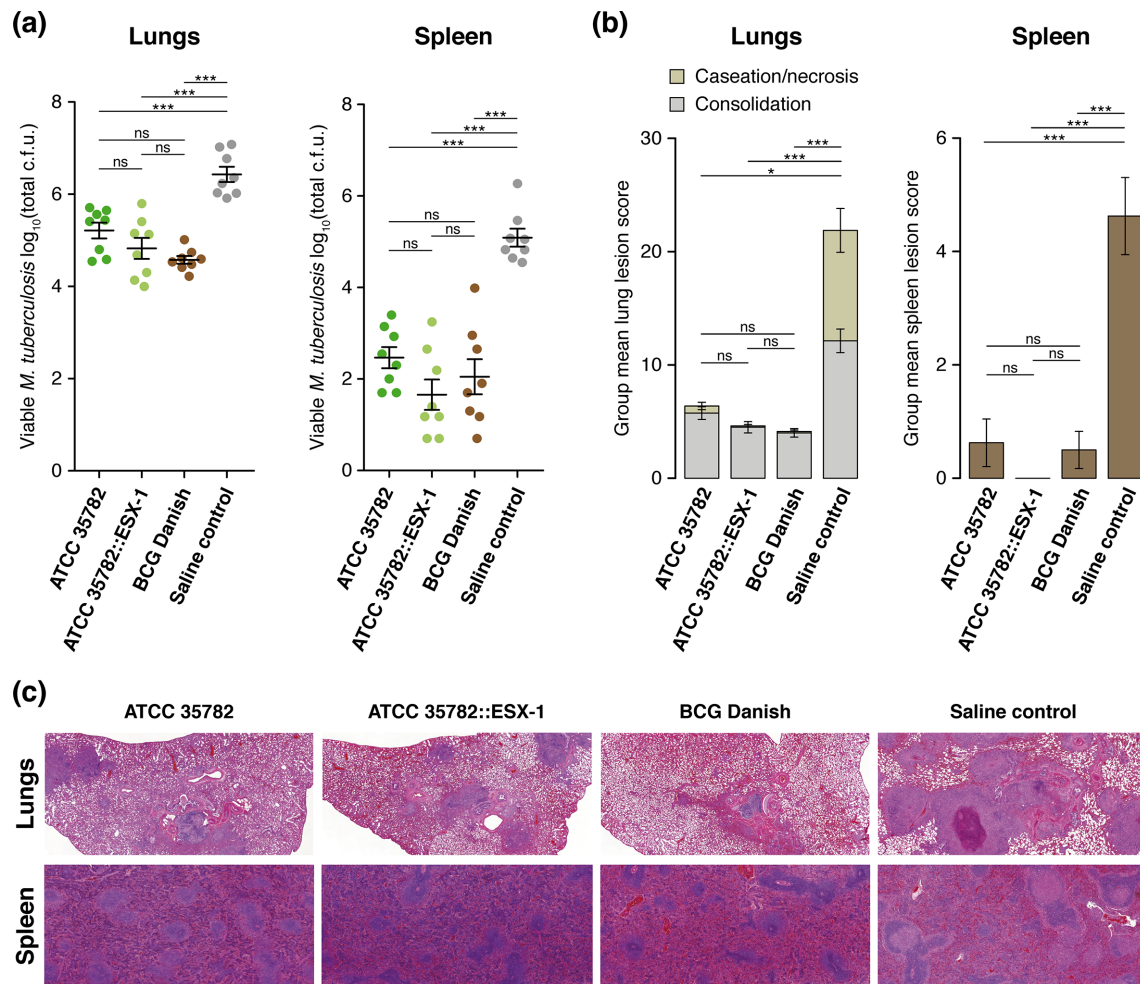 (a)
Lungs
Viable M. tuberculosis log10(total c.f.u.)
8
6
4
2
0
***
***
***
ns
ns
ns
ATCC 35782
ATCC 35782::ESX-1
BCG Danish
Saline control
Spleen
Viable M. tuberculosis log10(total c.f.u.)
8
6
4
2
0
***
***
***
ns
ns
ns
ATCC 35782
ATCC 35782::ESX-1
BCG Danish
Saline control
(b)
Lungs
Caseation/necrosis
Consolidation
Group mean lung lesion score
30
20
10
0
***
***
*
ns
ns
ns
ATCC 35782
ATCC 35782::ESX-1
BCG Danish
Saline control
Spleen
Group mean spleen lesion score
6
4
2
0
***
***
***
ns
ns
ns
ATCC 35782
ATCC 35782::ESX-1
BCG Danish
Saline control
(c)
ATCC 35782
ATCC 35782::ESX-1
BCG Danish
Saline control
Lungs
Spleen